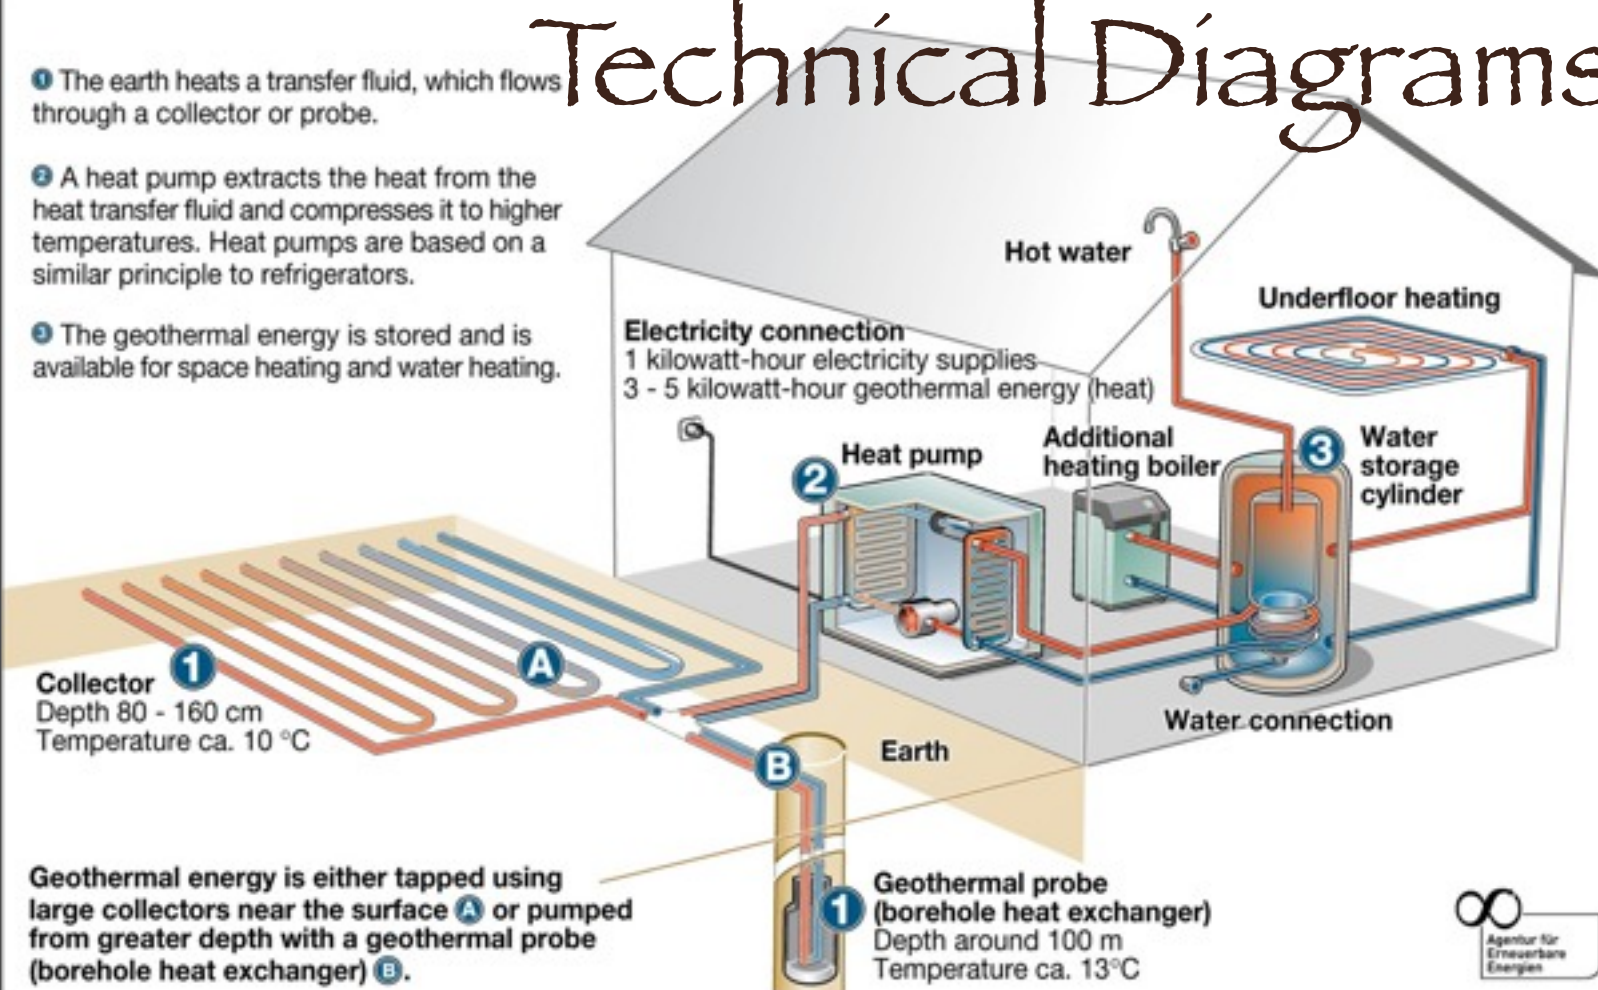 Technical Diagrams
1 The earth heats a transfer fluid, which flows
through a collector or probe.
2 A heat pump extracts the heat from the
heat transfer fluid and compresses it to higher
temperatures. Heat pumps are based on a
similar principle to refrigerators.
3 The geothermal energy is stored and is
available for space heating and water heating.
Hot water
Underfloor heating
Electricity connection
1 kilowatt-hour electricity supplies
3 - 5 kilowatt-hour geothermal energy (heat)
2
Heat pump
Additional
heating boiler
3
Water
storage
cylinder
1
A
Collector
Depth 80 - 160 cm
Temperature ca. 10 °C
Water connection
B
Earth
Geothermal energy is either tapped using
large collectors near the surface A or pumped
from greater depth with a geothermal probe
(borehole heat exchanger) B.
1
Geothermal probe
(borehole heat exchanger)
Depth around 100 m
Temperature ca. 13°C
Agentur für
Erneuerbare
Energien